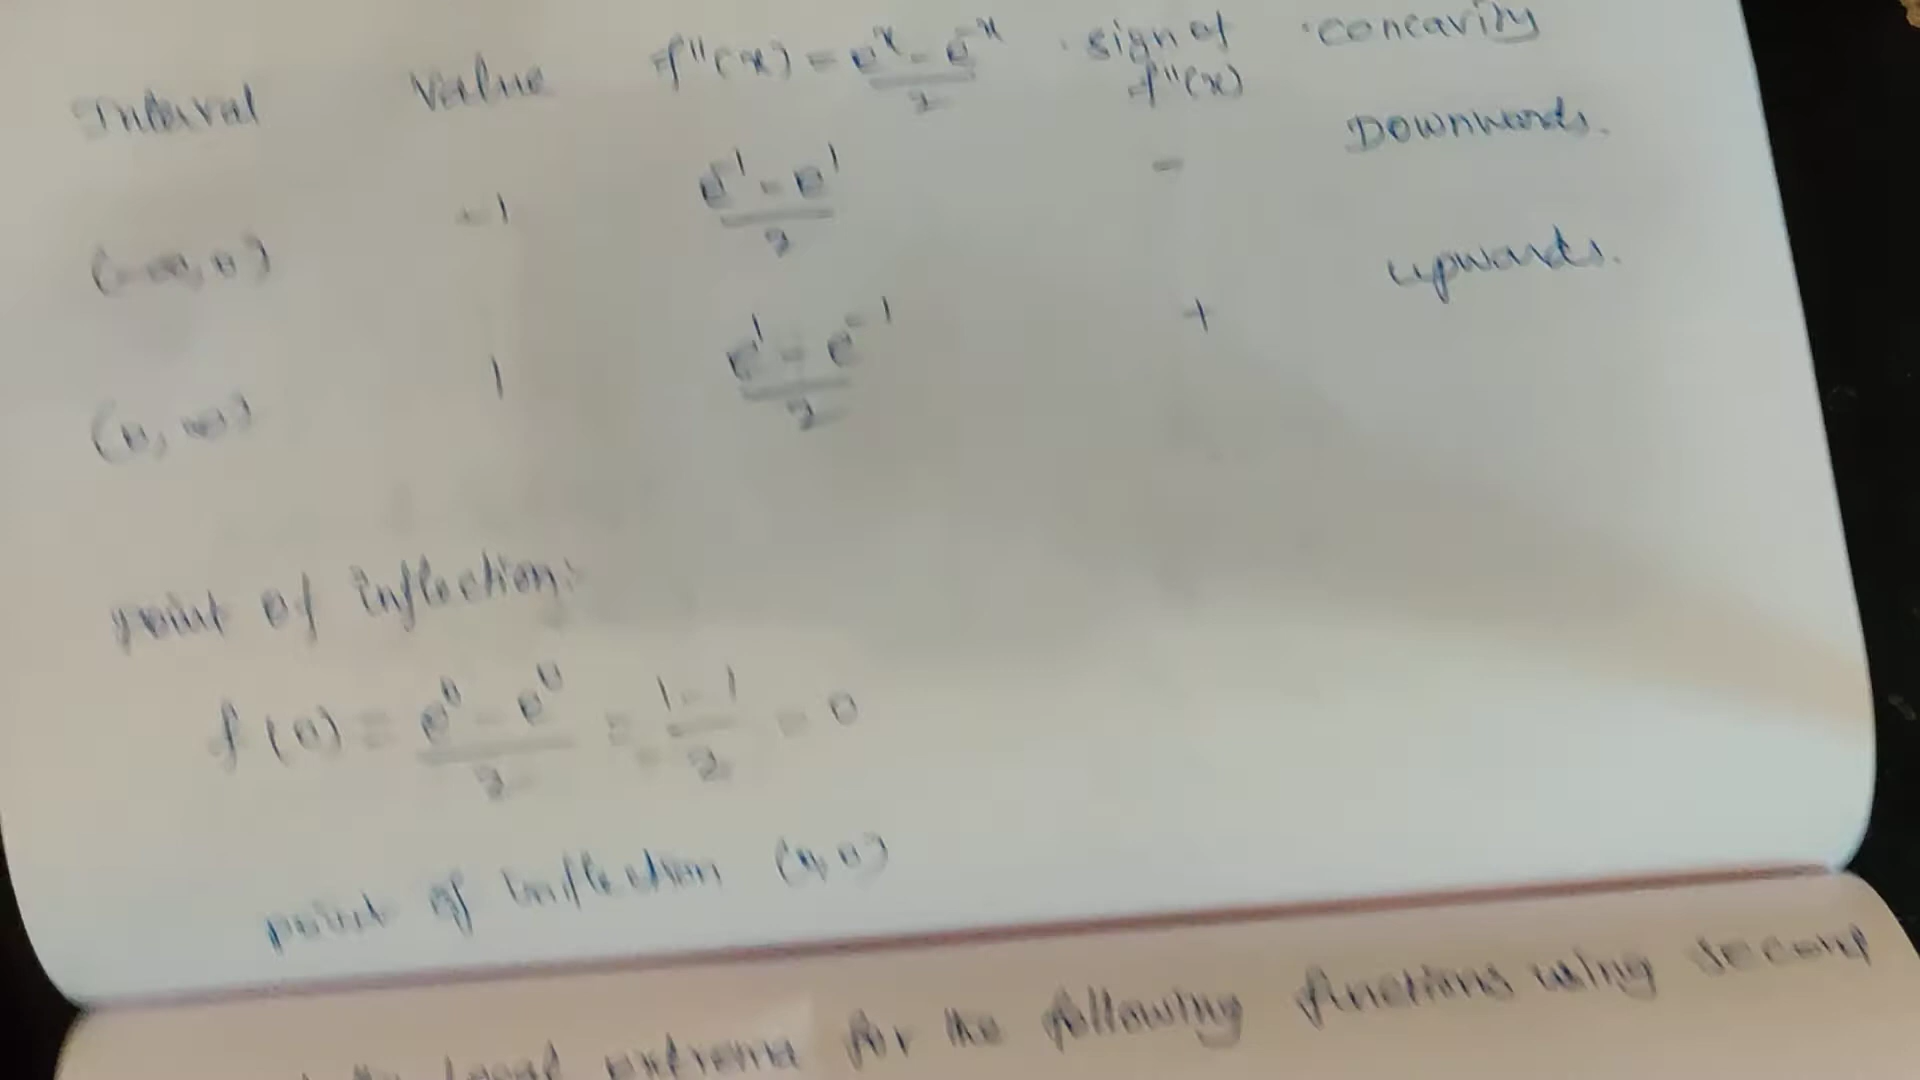 Interval Value f''(x) = e^x - e^-x / 2 sign of f''(x) concavity
(-∞, 0) -1 e^-1 - e^1 / 2 - Downwards.
(0, ∞) 1 e^1 - e^-1 / 2 + upwards.
point of inflection:
f(0) = e^0 - e^0 / 2 = 1-1 / 2 = 0
point of inflection (0,0)
local extrema for the following functions using second